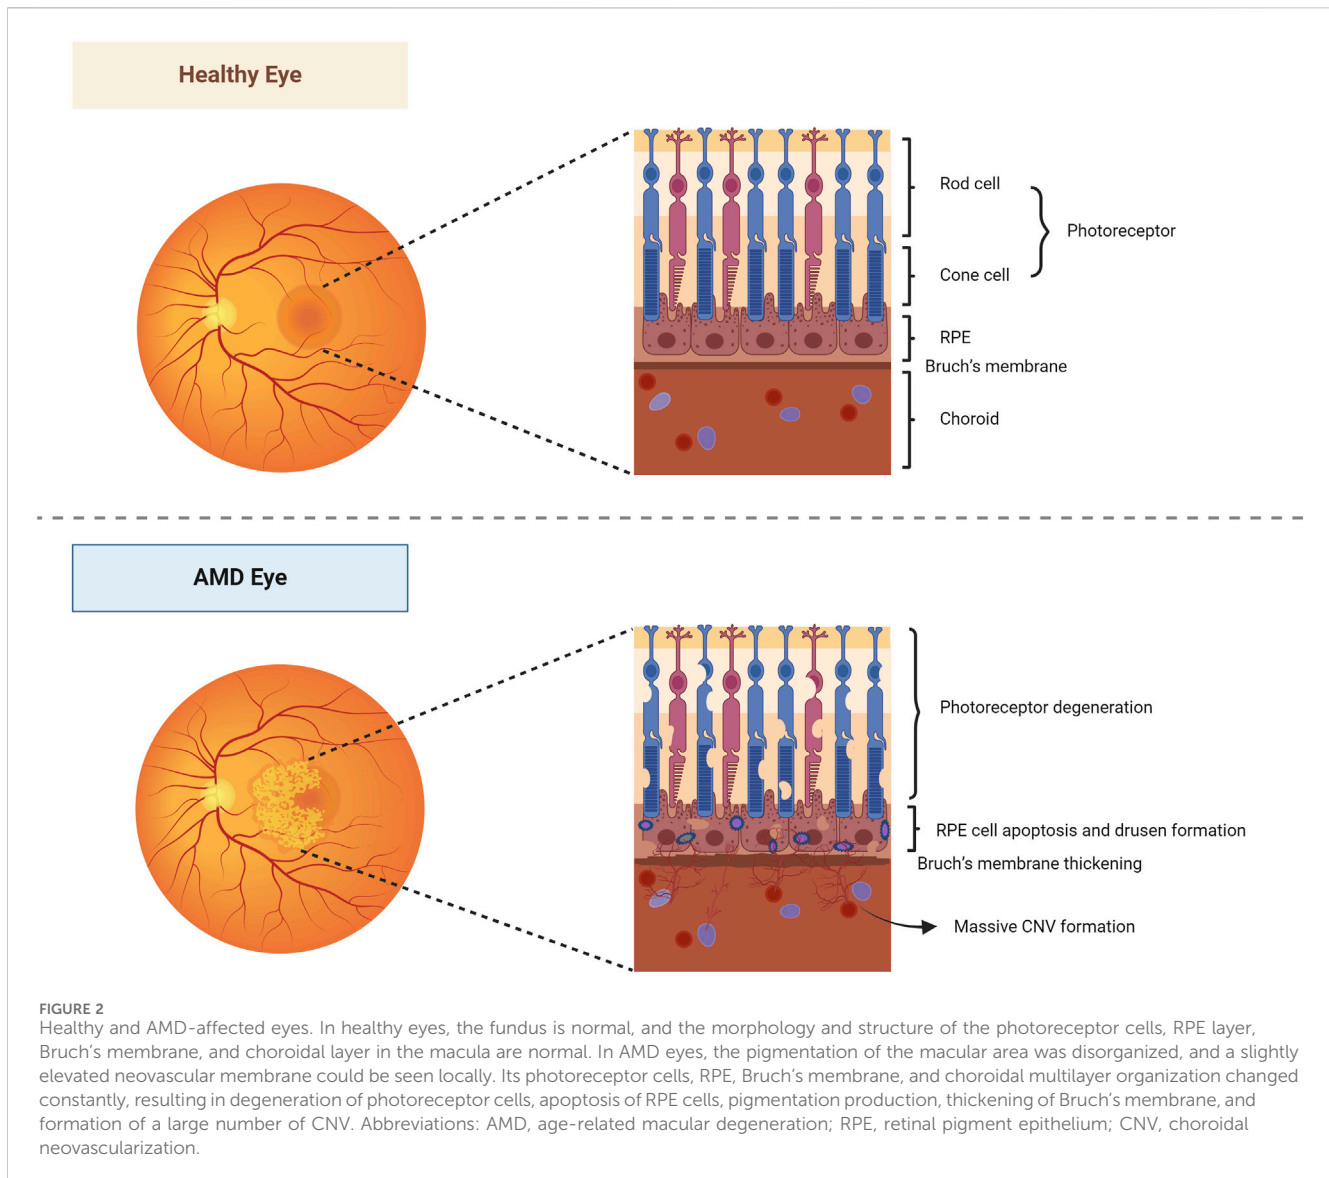 Healthy Eye
Rod cell
Photoreceptor
Cone cell
RPE
Bruch's membrane
Choroid
AMD Eye
Photoreceptor degeneration
RPE cell apoptosis and drusen formation
Bruch's membrane thickening
Massive CNV formation
FIGURE 2
Healthy and AMD-affected eyes. In healthy eyes, the fundus is normal, and the morphology and structure of the photoreceptor cells, RPE layer,
Bruch's membrane, and choroidal layer in the macula are normal. In AMD eyes, the pigmentation of the macular area was disorganized, and a slightly
elevated neovascular membrane could be seen locally. Its photoreceptor cells, RPE, Bruch's membrane, and choroidal multilayer organization changed
constantly, resulting in degeneration of photoreceptor cells, apoptosis of RPE cells, pigmentation production, thickening of Bruch's membrane, and
formation of a large number of CNV. Abbreviations: AMD, age-related macular degeneration; RPE, retinal pigment epithelium; CNV, choroidal
neovascularization.